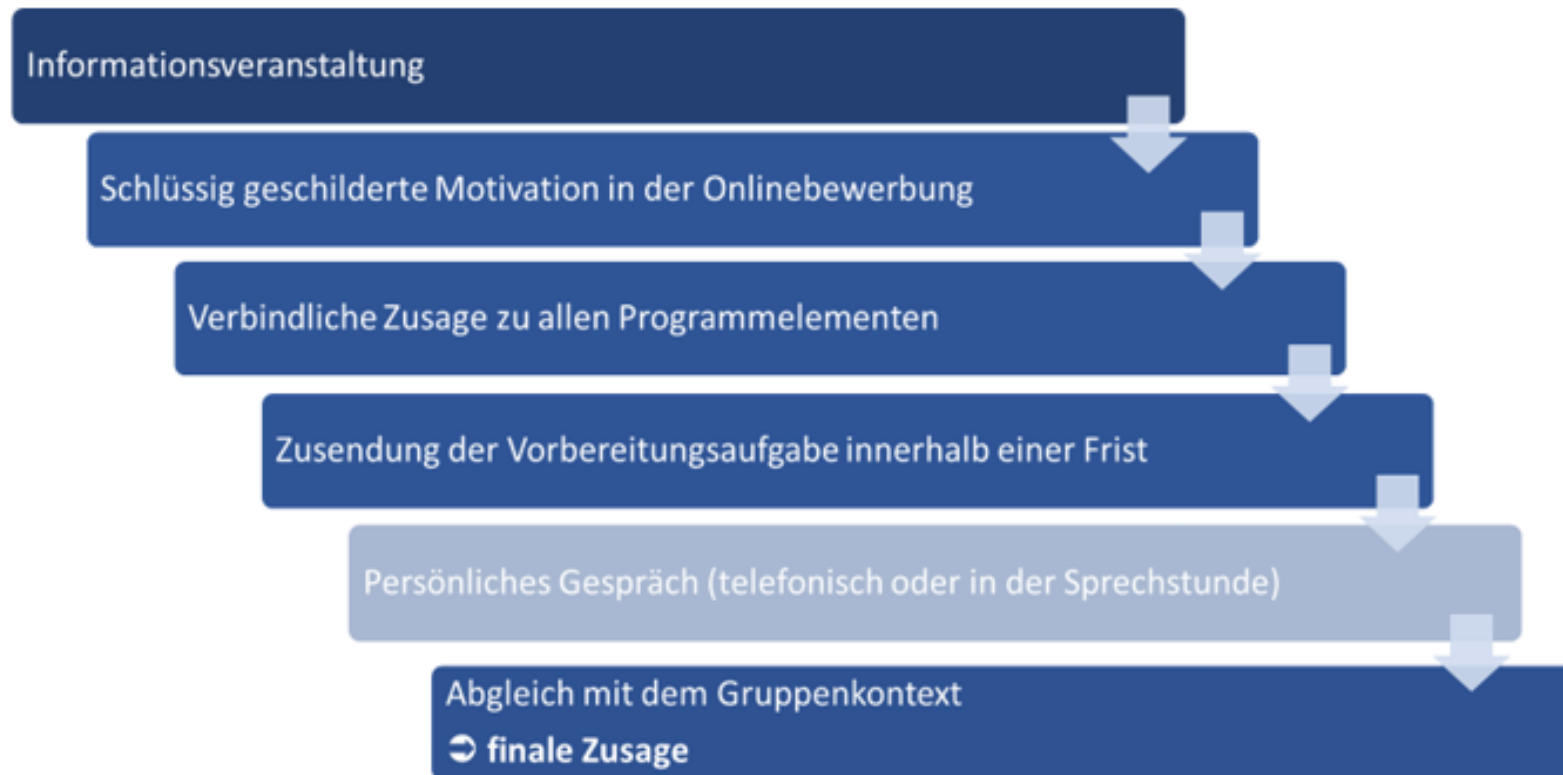 Informationsveranstaltung
Schlüssig geschilderte Motivation in der Onlinebewerbung
Verbindliche Zusage zu allen Programmelementen
Zusendung der Vorbereitungsaufgabe innerhalb einer Frist
Persönliches Gespräch (telefonisch oder in der Sprechstunde)
Abgleich mit dem Gruppenkontext
➲ finale Zusage